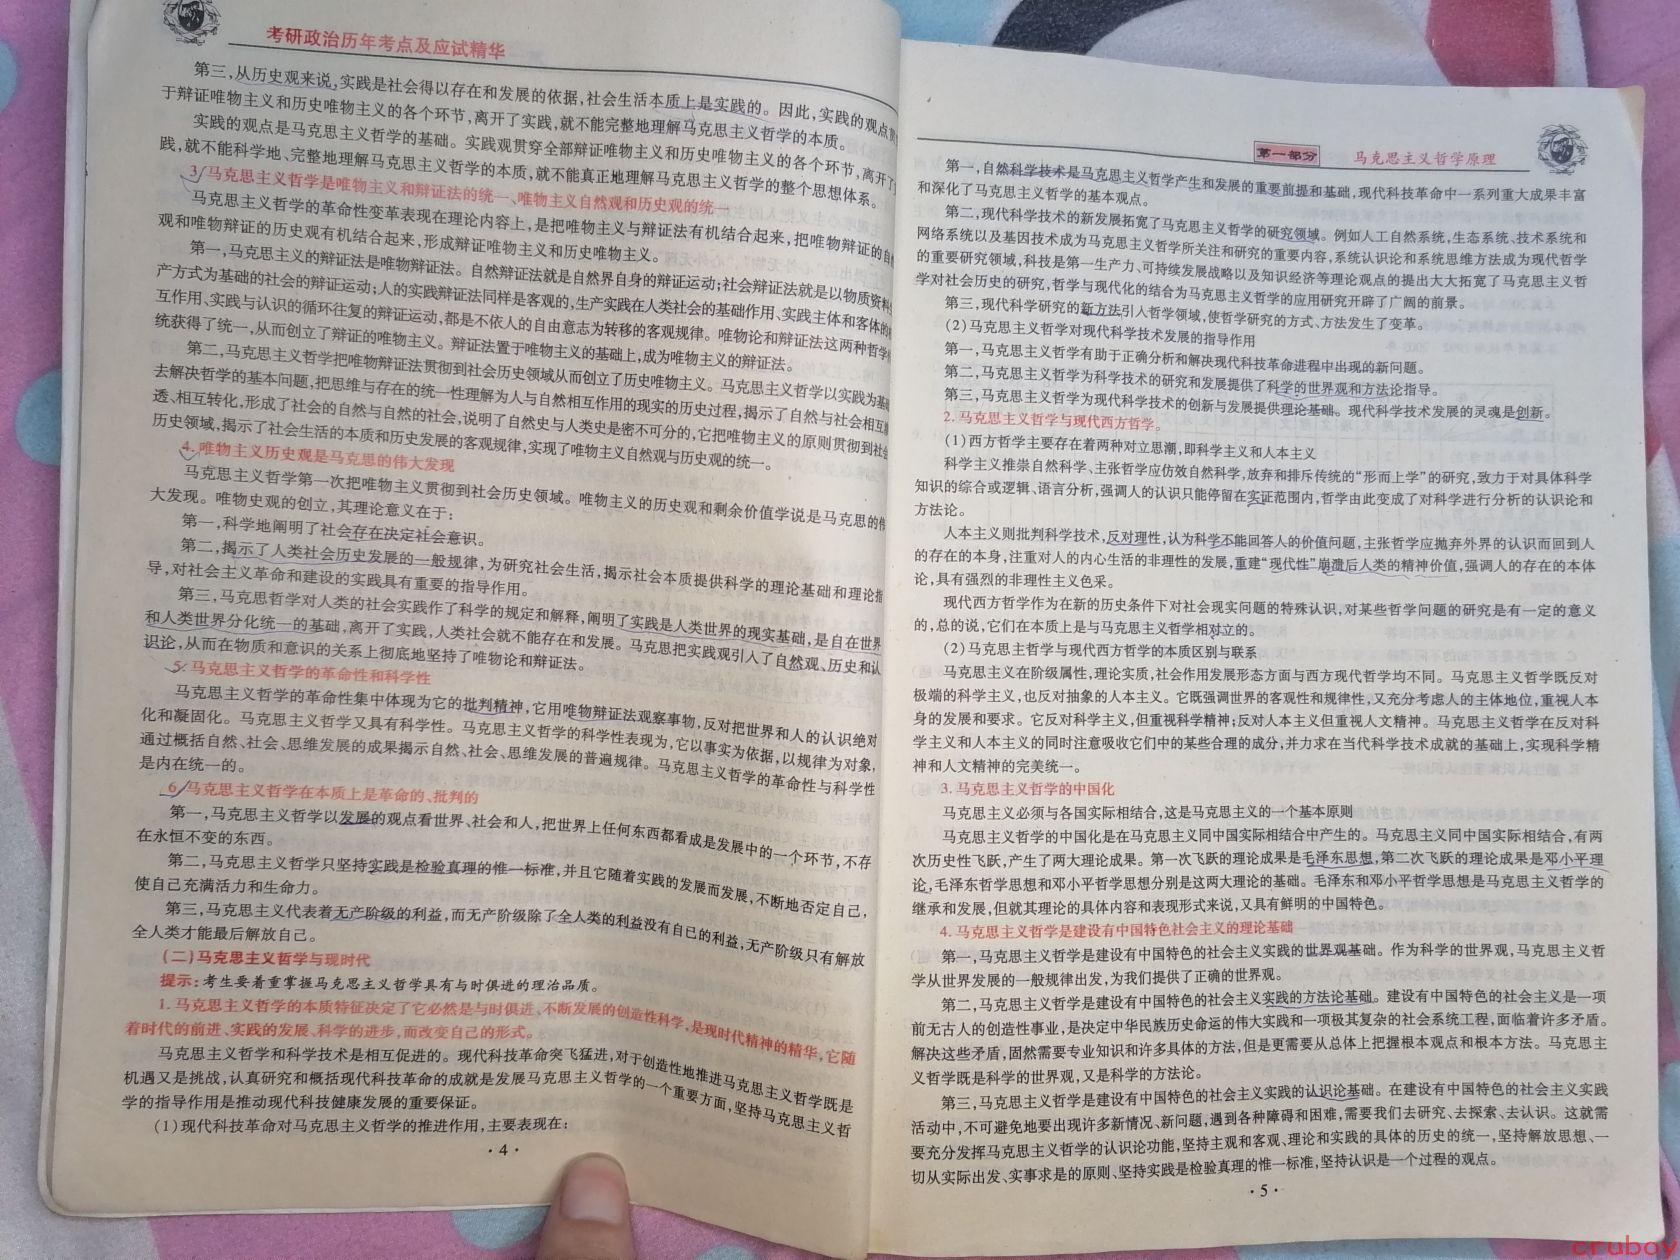 考研政治历年考点及应试精华
第三,从历史观来说,实践是社会得以存在和发展的依据,社会生活本质上是实践的。因此,实践的观点贯
于辩证唯物主义和历史唯物主义的各个环节,离开了实践,就不能完整地理解马克思主义哲学的本质。
实践的观点是马克思主义哲学的基础。实践观贯穿全部辩证唯物主义和历史唯物主义的各个环节,离开了
践,就不能科学地、完整地理解马克思主义哲学的本质,就不能真正地理解马克思主义哲学的整个思想体系。
3.马克思主义哲学是唯物主义和辩证法的统一、唯物主义自然观和历史观的统一
马克思主义哲学的革命性变革表现在理论内容上,是把唯物主义与辩证法有机结合起来,把唯物辩证的自
观和唯物辩证的历史观有机结合起来,形成辩证唯物主义和历史唯物主义。
第一,马克思主义的辩证法是唯物辩证法。自然辩证法就是自然界自身的辩证运动;社会辩证法就是以物质资料
产方式为基础的社会的辩证运动;人的实践辩证法同样是客观的,生产实践在人类社会的基础作用、实践主体和客体的
互作用、实践与认识的循环往复的辩证运动,都是不依人的自由意志为转移的客观规律。唯物论和辩证法这两种哲学
统获得了统一,从而创立了辩证的唯物主义。辩证法置于唯物主义的基础上,成为唯物主义的辩证法。
第二,马克思主义哲学把唯物辩证法贯彻到社会历史领域从而创立了历史唯物主义。马克思主义哲学以实践为基
去解决哲学的基本问题,把思维与存在的统一性理解为人与自然相互作用的现实的历史过程,揭示了自然与社会相互
透、相互转化,形成了社会的自然与自然的社会,说明了自然史与人类史是密不可分的,它把唯物主义的原则贯彻到社会
历史领域,揭示了社会生活的本质和历史发展的客观规律,实现了唯物主义自然观与历史观的统一。
4.唯物主义历史观是马克思的伟大发现
马克思主义哲学第一次把唯物主义贯彻到社会历史领域。唯物主义的历史观和剩余价值学说是马克思的
大发现。唯物史观的创立,其理论意义在于:
第一,科学地阐明了社会存在决定社会意识。
第二,揭示了人类社会历史发展的一般规律,为研究社会生活,揭示社会本质提供科学的理论基础和理论指
导,对社会主义革命和建设的实践具有重要的指导作用。
第三,马克思哲学对人类的社会实践作了科学的规定和解释,阐明了实践是人类世界的现实基础,是自在世界
和人类世界分化统一的基础,离开了实践,人类社会就不能存在和发展。马克思把实践观引人了自然观、历史和认
识论,从而在物质和意识的关系上彻底地坚持了唯物论和辩证法。
5.马克思主义哲学的革命性和科学性
马克思主义哲学的革命性集中体现为它的批判精神,它用唯物辩证法观察事物,反对把世界和人的认识绝对
化和凝固化。马克思主义哲学又具有科学性。马克思主义哲学的科学性表现为,它以事实为依据,以规律为对象,
通过概括自然、社会、思维发展的成果揭示自然、社会、思维发展的普遍规律。马克思主义哲学的革命性与科学性
是内在统一的。
6.马克思主义哲学在本质上是革命的、批判的
第一,马克思主义哲学以发展的观点看世界、社会和人,把世界上任何东西都看成是发展中的一个环节,不存
在永恒不变的东西。
第二,马克思主义哲学只坚持实践是检验真理的惟一标准,并且它随着实践的发展而发展,不断地否定自己,
使自己充满活力和生命力。
第三,马克思主义代表着无产阶级的利益,而无产阶级除了全人类的利益没有自已的利益,无产阶级只有解放
全人类才能最后解放自己。
(二)马克思主义哲学与现时代
提示:考生要着重掌握马克思主义哲学具有与时俱进的理治品质。
1.马克思主义哲学的本质特征决定了它必然是与时俱进、不断发展的创造性科学,是现时代精神的精华,它随
着时代的前进、实践的发展、科学的进步,而改变自己的形式。
马克思主义哲学和科学技术是相互促进的。现代科技革命突飞猛进,对于创造性地推进马克思主义哲学既是
机遇又是挑战,认真研究和概括现代科技革命的成就是发展马克思主义哲学的一个重要方面,坚持马克思主义哲
学的指导作用是推动现代科技健康发展的重要保证。
(1)现代科技革命对马克思主义哲学的推进作用,主要表现在:
·4·
第一部分 马克思主义哲学原理
第一,自然科学技术是马克思主义哲学产生和发展的重要前提和基础,现代科技革命中一系列重大成果丰富
和深化了马克思主义哲学的基本观点。
第二,现代科学技术的新发展拓宽了马克思主义哲学的研究领域。例如人工自然系统,生态系统、技术系统和
网络系统以及基因技术成为马克思主义哲学所关注和研究的重要内容,系统认识论和系统思维方法成为现代哲学
的重要研究领域,科技是第一生产力、可持续发展战略以及知识经济等理论观点的提出大大拓宽了马克思主义哲
学对社会历史的研究,哲学与现代化的结合为马克思主义哲学的应用研究开辟了广阔的前景。
第三,现代科学研究的新方法引人哲学领域,使哲学研究的方式、方法发生了变革。
(2)马克思主义哲学对现代科学技术发展的指导作用
第一,马克思主义哲学有助于正确分析和解决现代科技革命进程中出现的新问题。
第二,马克思主义哲学为科学技术的研究和发展提供了科学的世界观和方法论指导。
第三,马克思主义哲学为现代科学技术的创新与发展提供理论基础。现代科学技术发展的灵魂是创新。
2.马克思主义哲学与现代西方哲学。
(1)西方哲学主要存在着两种对立思潮,即科学主义和人本主义
科学主义推崇自然科学、主张哲学应仿效自然科学,放弃和排斥传统的“形而上学”的研究,致力于对具体科学
知识的综合或逻辑、语言分析,强调人的认识只能停留在实证范围内,哲学由此变成了对科学进行分析的认识论和
方法论。
人本主义则批判科学技术,反对理性,认为科学不能回答人的价值问题,主张哲学应抛弃外界的认识而回到人
的存在的本身,注重对人的内心生活的非理性的发展,重建“现代性”崩溃后人类的精神价值,强调人的存在的本体
论,具有强烈的非理性主义色采。
现代西方哲学作为在新的历史条件下对社会现实问题的特殊认识,对某些哲学问题的研究是有一定的意义
的,总的说,它们在本质上是与马克思主义哲学相对立的。
(2)马克思主哲学与现代西方哲学的本质区别与联系
马克思主义在阶级属性,理论实质,社会作用发展形态方面与西方现代哲学均不同。马克思主义哲学既反对
极端的科学主义,也反对抽象的人本主义。它既强调世界的客观性和规律性,又充分考虑人的主体地位,重视人本
身的发展和要求。它反对科学主义,但重视科学精神;反对人本主义但重视人文精神。马克思主义哲学在反对科
学主义和人本主义的同时注意吸收它们中的某些合理的成分,并力求在当代科学技术成就的基础上,实现科学精
神和人文精神的完美统一。
3.马克思主义哲学的中国化
马克思主义必须与各国实际相结合,这是马克思主义的一个基本原则
马克思主义哲学的中国化是在马克思主义同中国实际相结合中产生的。马克思主义同中国实际相结合,有两
次历史性飞跃,产生了两大理论成果。第一次飞跃的理论成果是毛泽东思想,第二次飞跃的理论成果是邓小平理
论,毛泽东哲学思想和邓小平哲学思想分别是这两大理论的基础。毛泽东和邓小平哲学思想是马克思主义哲学的
继承和发展,但就其理论的具体内容和表现形式来说,又具有鲜明的中国特色。
4.马克思主义哲学是建设有中国特色社会主义的理论基础
第一,马克思主义哲学是建设有中国特色的社会主义实践的世界观基础。作为科学的世界观,马克思主义哲
学从世界发展的一般规律出发,为我们提供了正确的世界观。
第二,马克思主义哲学是建设有中国特色的社会主义实践的方法论基础。建设有中国特色的社会主义是一项
前无古人的创造性事业,是决定中华民族历史命运的伟大实践和一项极其复杂的社会系统工程,面临着许多矛盾。
解决这些矛盾,固然需要专业知识和许多具体的方法,但是更需要从总体上把握根本观点和根本方法。马克思主
义哲学既是科学的世界观,又是科学的方法论。
第三,马克思主义哲学是建设有中国特色的社会主义实践的认识论基础。在建设有中国特色的社会主义实践
活动中,不可避免地要出现许多新情况、新问题,遇到各种障碍和困难,需要我们去研究、去探索、去认识。这就需
要充分发挥马克思主义哲学的认识论功能,坚持主观和客观、理论和实践的具体的历史的统一,坚持解放思想、一
切从实际出发、实事求是的原则、坚持实践是检验真理的惟一标准,坚持认识是一个过程的观点。
·5·
cruboy